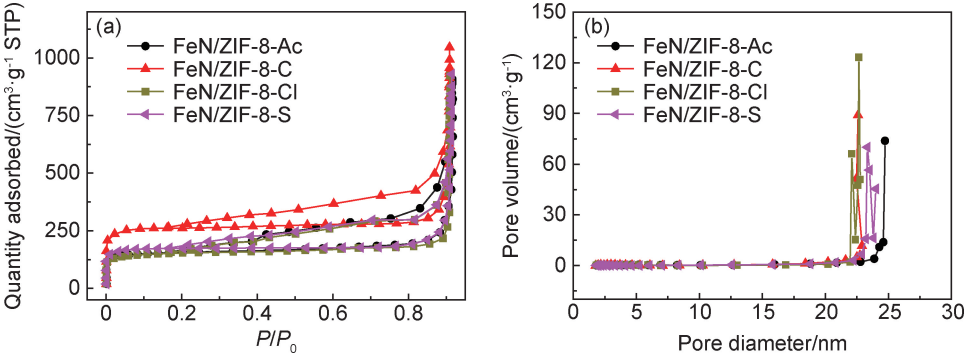 (a)
Quantity adsorbed/(cm³·g⁻¹ STP)
1000
750
500
250
0
FeN/ZIF-8-Ac
FeN/ZIF-8-C
FeN/ZIF-8-Cl
FeN/ZIF-8-S
0 0.2 0.4 0.6 0.8
P/P₀
(b)
Pore volume/(cm³·g⁻¹)
150
120
90
60
30
0
FeN/ZIF-8-Ac
FeN/ZIF-8-C
FeN/ZIF-8-Cl
FeN/ZIF-8-S
0 5 10 15 20 25 30
Pore diameter/nm